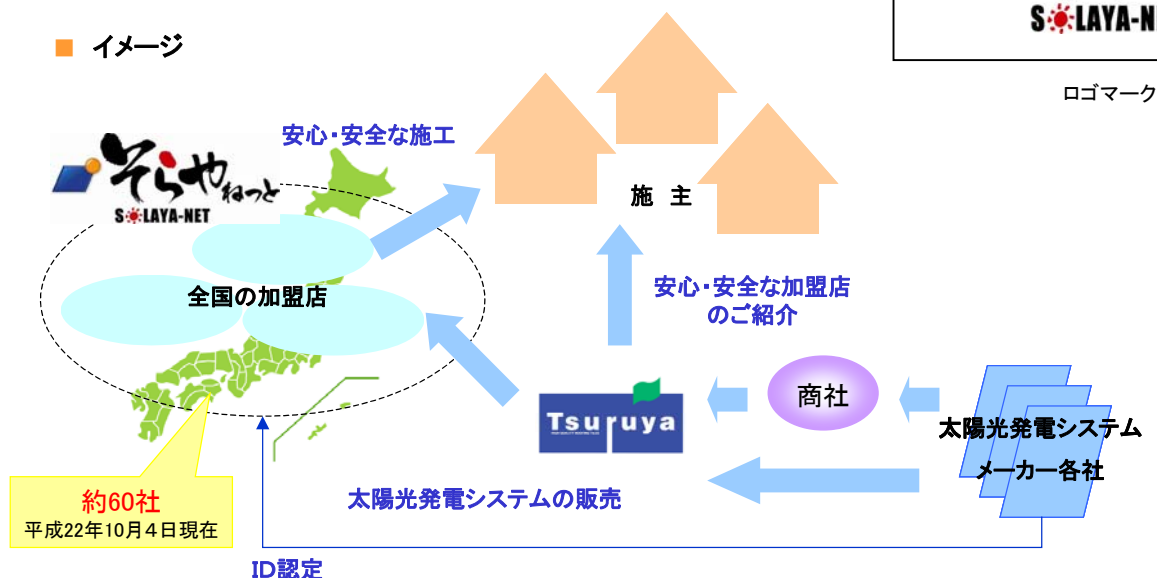 S☀LAYA-N
■ イメージ
ロゴマーク
安心・安全な施工
そらやねっと
S☀LAYA-NET
施 主
全国の加盟店
安心・安全な加盟店
のご紹介
商社
Tsuruya
太陽光発電システム
メーカー各社
約60社
平成22年10月4日現在
太陽光発電システムの販売
ID認定